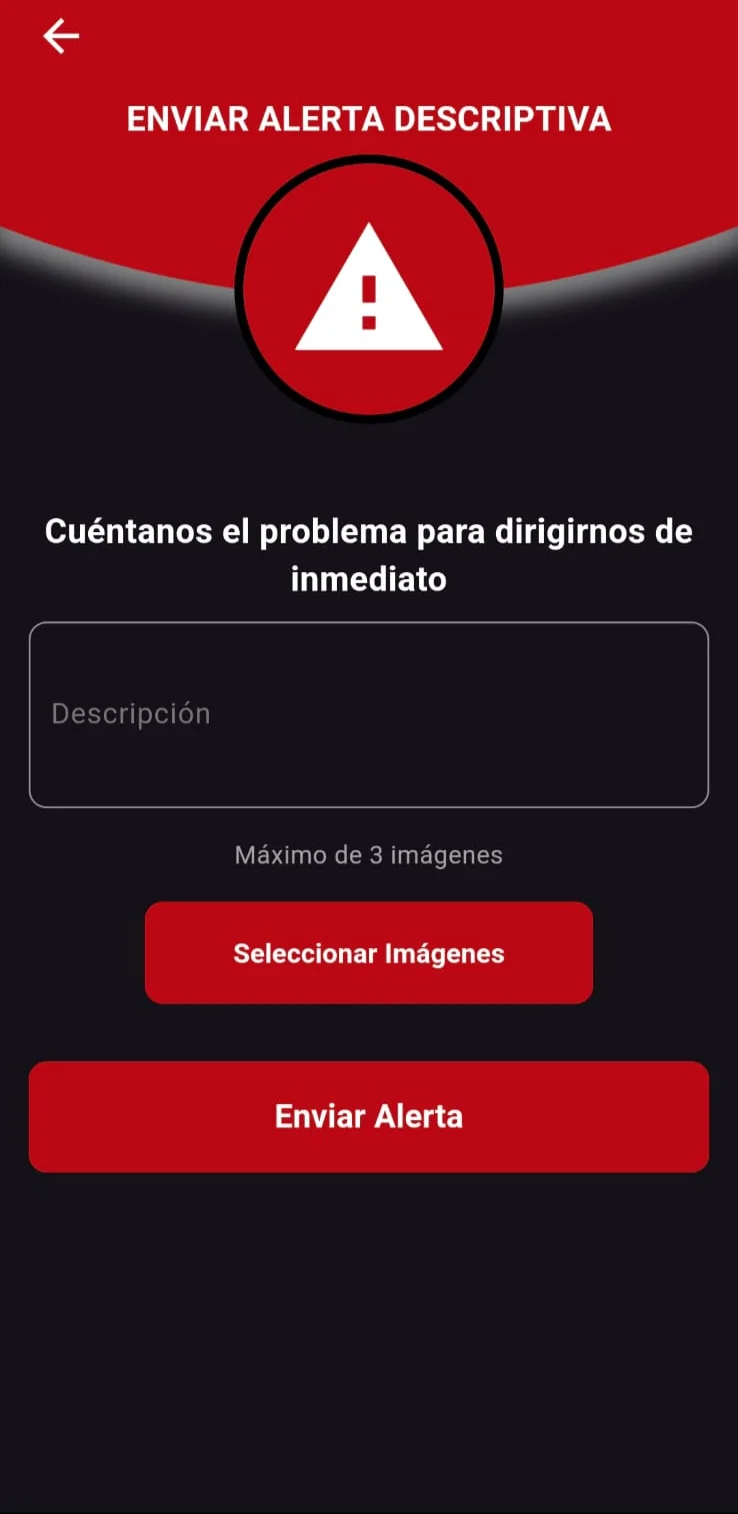 ENVIAR ALERTA DESCRIPTIVA
Cuéntanos el problema para dirigirnos de
inmediato
Descripción
Máximo de 3 imágenes
Seleccionar Imágenes
Enviar Alerta